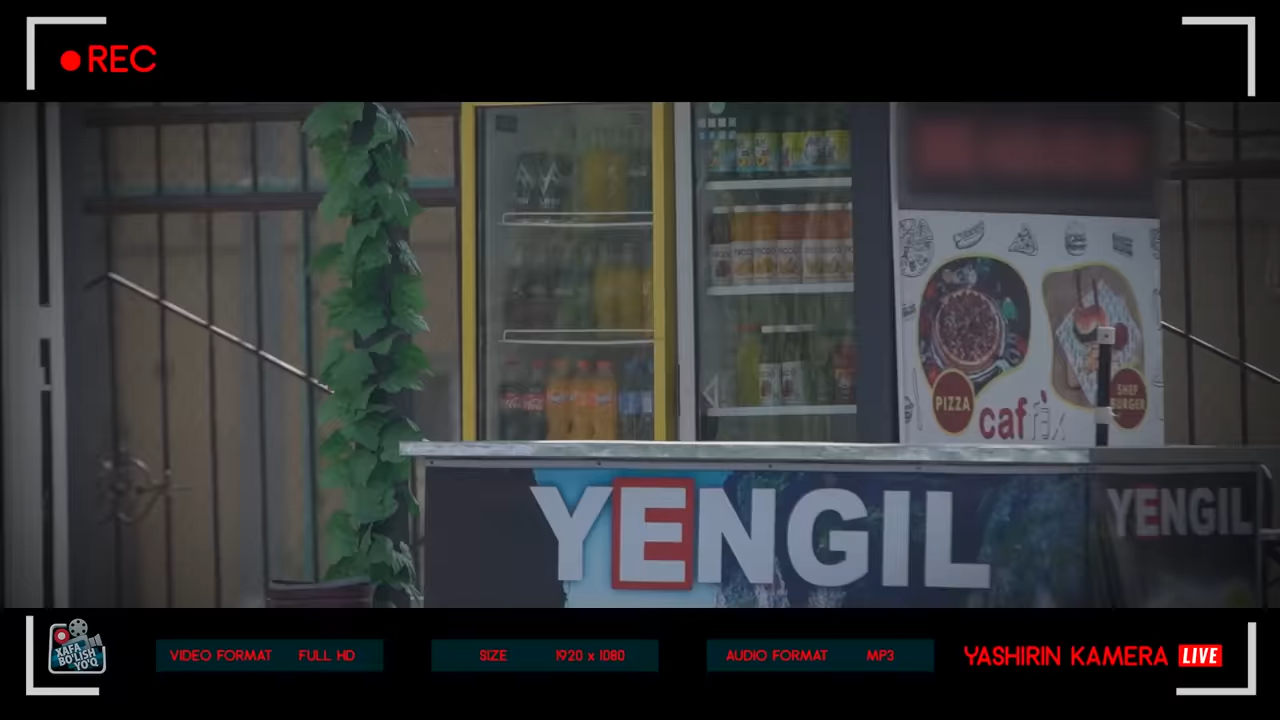 REC
PIZZA
caffix
SHEF
BURGER
YENGIL
YENGIL
XAFA
BO'LISH
YO'Q
VIDEO FORMAT FULL HD
SIZE 1920 x 1080
AUDIO FORMAT MP3
YASHIRIN KAMERA LIVE